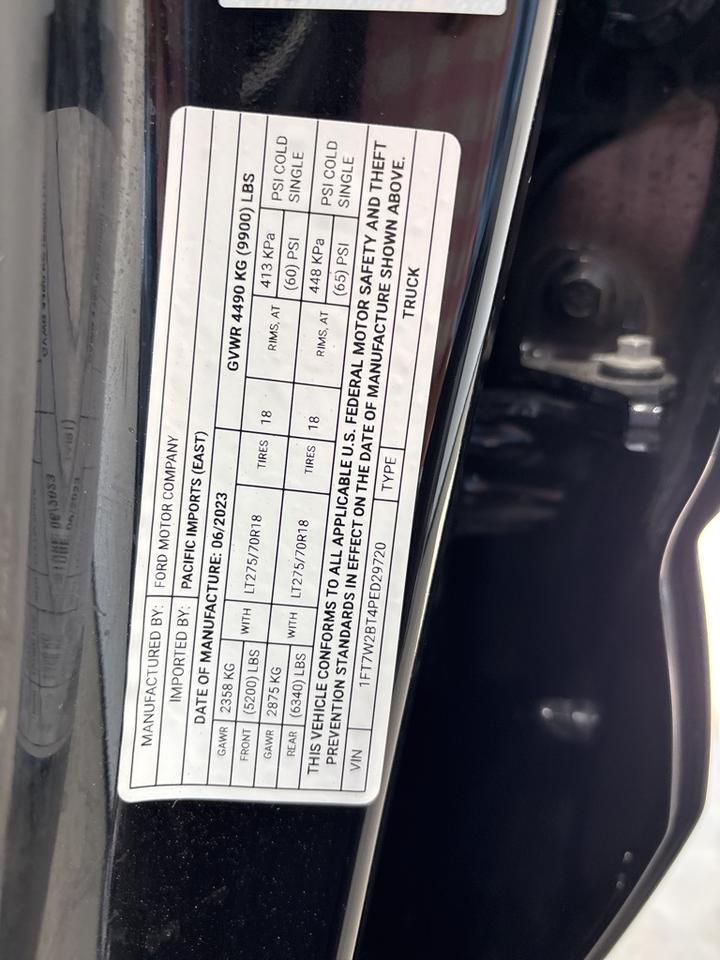 MANUFACTURED BY: FORD MOTOR COMPANY
IMPORTED BY: PACIFIC IMPORTS (EAST)
DATE OF MANUFACTURE: 06/2023 GVWR 4490 KG (9900) LBS
GAWR 2358 KG
FRONT (5200) LBS WITH LT275/70R18 TIRES 18 RIMS, AT 413 KPa (60) PSI PSI COLD SINGLE
GAWR 2875 KG
REAR (6340) LBS WITH LT275/70R18 TIRES 18 RIMS, AT 448 KPa (65) PSI PSI COLD SINGLE
THIS VEHICLE CONFORMS TO ALL APPLICABLE U.S. FEDERAL MOTOR SAFETY AND THEFT
PREVENTION STANDARDS IN EFFECT ON THE DATE OF MANUFACTURE SHOWN ABOVE.
VIN 1FT7W2BT4PED29720 TYPE TRUCK